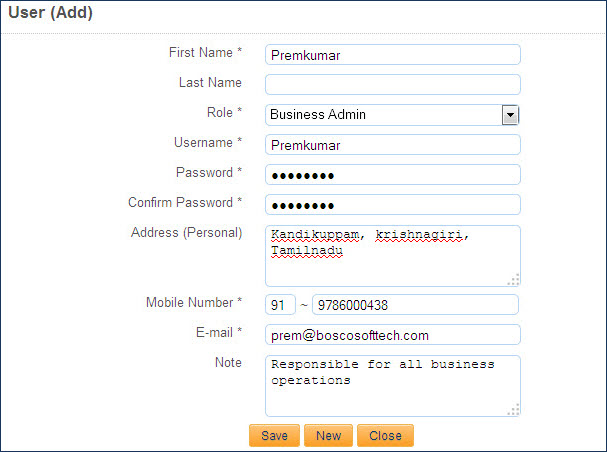 User (Add)
First Name * Premkumar
Last Name
Role * Business Admin
Username * Premkumar
Password * ●●●●●●●●
Confirm Password * ●●●●●●●●
Address (Personal) Kandikuppam, krishnagiri,
Tamilnadu
Mobile Number * 91 ~ 9786000438
E-mail * prem@boscosofttech.com
Note Responsible for all business
operations
Save New Close